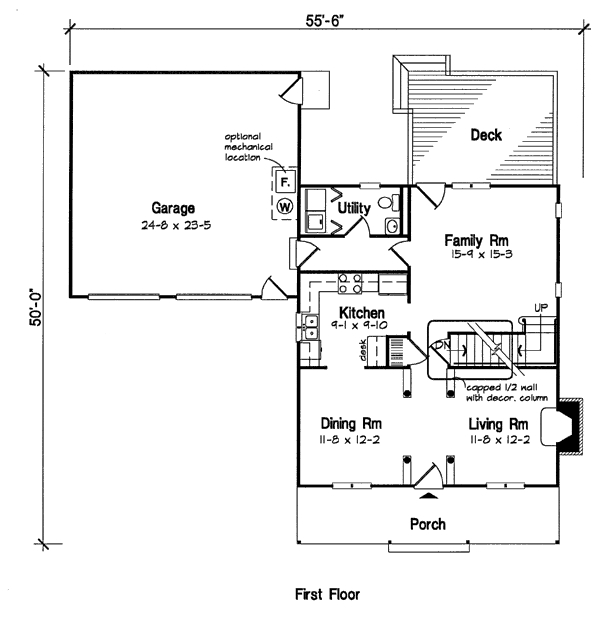 55'-6"
50'-0"
Deck
optional
mechanical
location
F.
W
Garage
24-8 x 23-5
Utility
Family Rm
15-9 x 15-3
Kitchen
9-1 x 9-10
UP
desk
DN
capped 1/2 wall
with decor. column
Dining Rm
11-8 x 12-2
Living Rm
11-8 x 12-2
Porch
First Floor